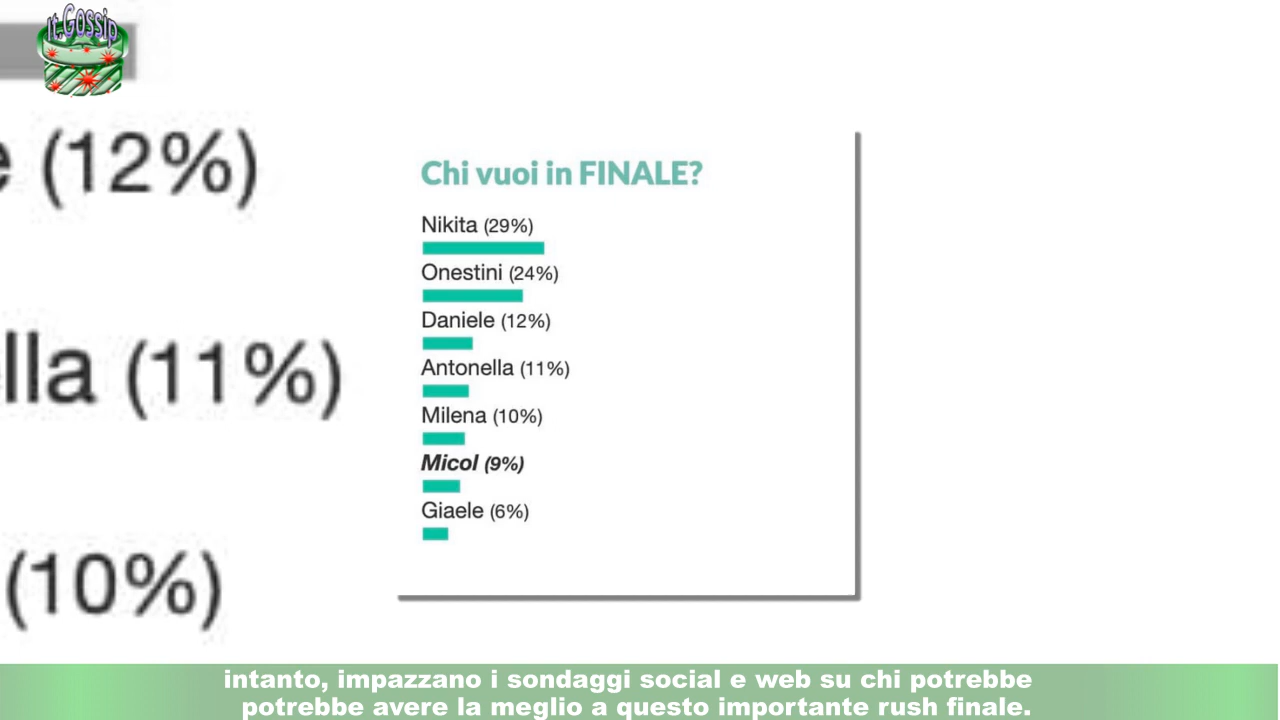 It.Gossip
(12%)
lla (11%)
(10%)
Chi vuoi in FINALE?
Nikita (29%)
Onestini (24%)
Daniele (12%)
Antonella (11%)
Milena (10%)
Micol (9%)
Giaele (6%)
intanto, impazzano i sondaggi social e web su chi potrebbe
potrebbe avere la meglio a questo importante rush finale.